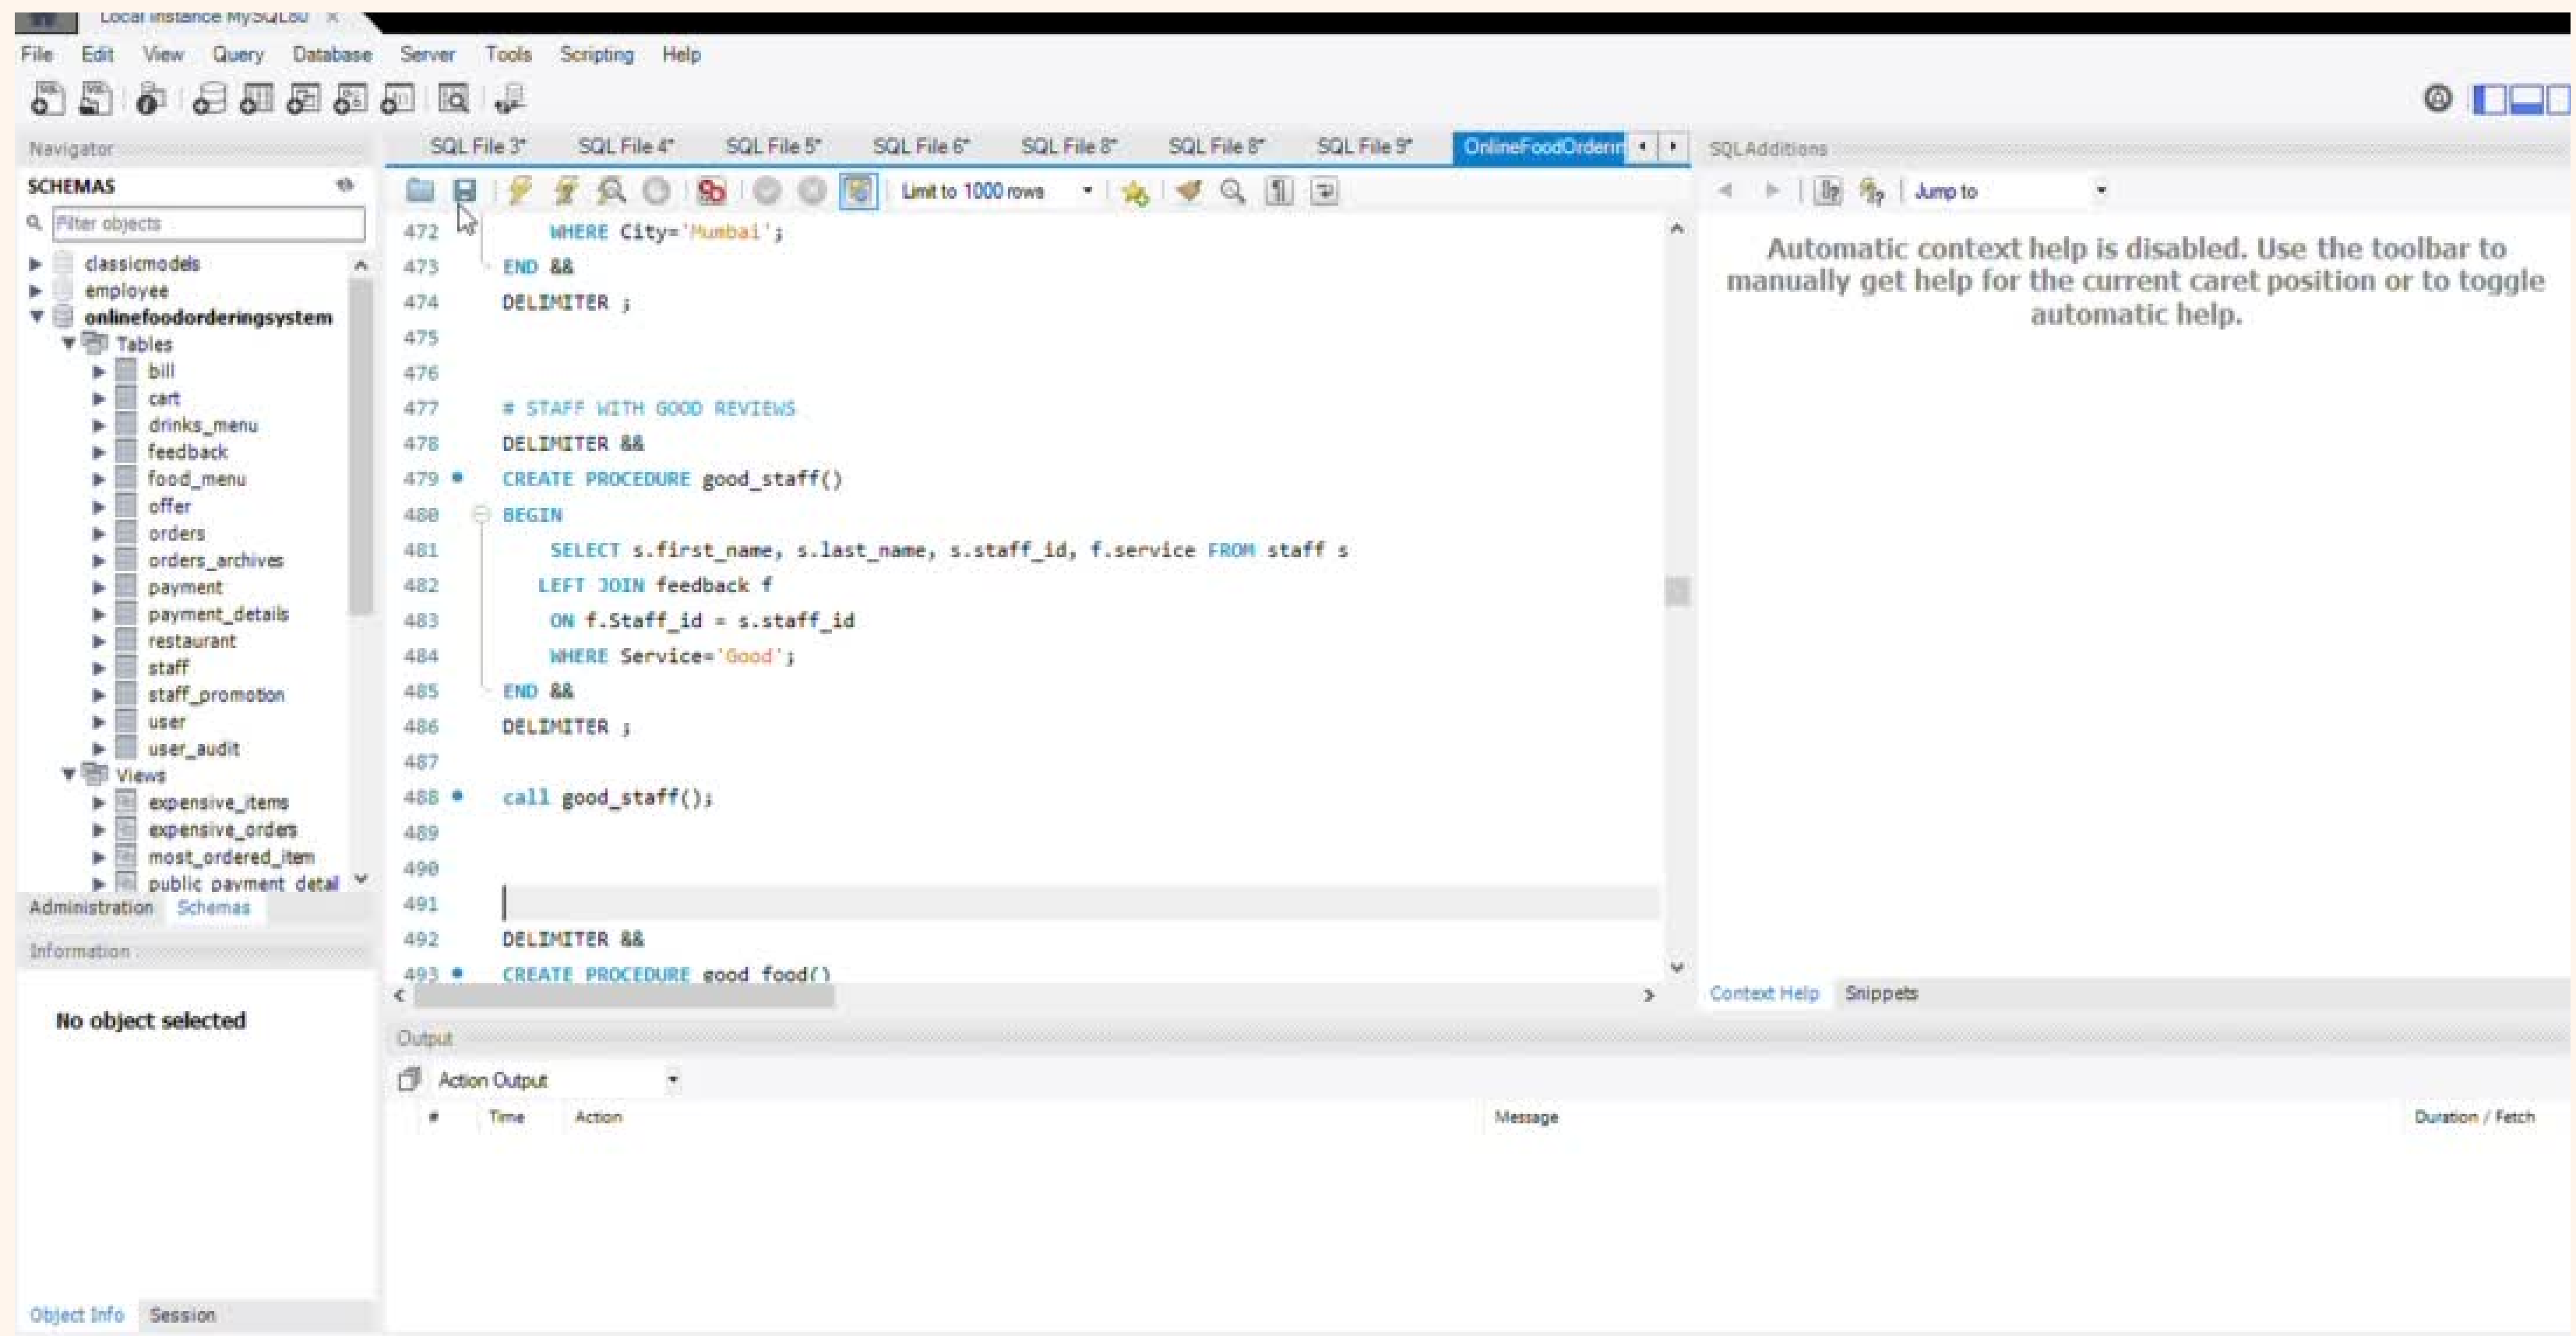 Local instance MySQL80 ×
File Edit View Query Database Server Tools Scripting Help
Navigator
SCHEMAS
Filter objects
classicmodels
employee
onlinefoodorderingsystem
Tables
bill
cart
drinks_menu
feedback
food_menu
offer
orders
orders_archives
payment
payment_details
restaurant
staff
staff_promotion
user
user_audit
Views
expensive_items
expensive_orders
most_ordered_item
public_payment_detail
Administration Schemas
Information
No object selected
Object Info Session
SQL File 3* SQL File 4* SQL File 5* SQL File 6* SQL File 8* SQL File 8* SQL File 9* OnlineFoodOrderin
Limit to 1000 rows
472 WHERE City='Mumbai';
473 END &&
474 DELIMITER ;
475
476
477 # STAFF WITH GOOD REVIEWS
478 DELIMITER &&
479 CREATE PROCEDURE good_staff()
480 BEGIN
481 SELECT s.first_name, s.last_name, s.staff_id, f.service FROM staff s
482 LEFT JOIN feedback f
483 ON f.Staff_id = s.staff_id
484 WHERE Service='Good';
485 END &&
486 DELIMITER ;
487
488 call good_staff();
489
490
491
492 DELIMITER &&
493 CREATE PROCEDURE good_food()
SQLAdditions
Jump to
Automatic context help is disabled. Use the toolbar to
manually get help for the current caret position or to toggle
automatic help.
Context Help Snippets
Output
Action Output
# Time Action Message Duration / Fetch